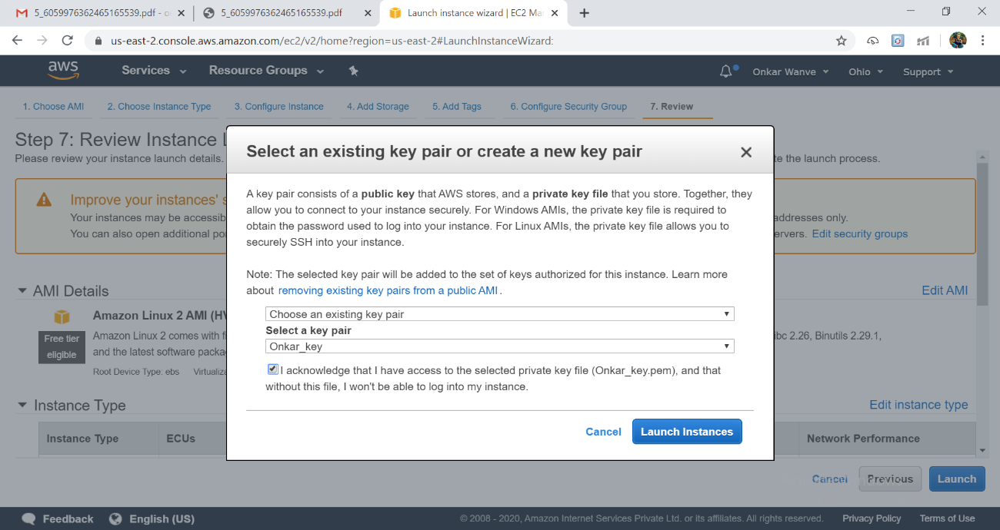 5_6059976362465165539.pdf - o
5_6059976362465165539.pdf
Launch instance wizard | EC2 Ma
us-east-2.console.aws.amazon.com/ec2/v2/home?region=us-east-2#LaunchInstanceWizard:
aws
Services
Resource Groups
Onkar Wanve
Ohio
Support
1. Choose AMI
2. Choose Instance Type
3. Configure Instance
4. Add Storage
5. Add Tags
6. Configure Security Group
7. Review
Step 7: Review Instance L
Please review your instance launch details.
te the launch process.
Improve your instances' s
Your instances may be accessib
addresses only.
You can also open additional po
ervers. Edit security groups
Select an existing key pair or create a new key pair
A key pair consists of a public key that AWS stores, and a private key file that you store. Together, they
allow you to connect to your instance securely. For Windows AMIs, the private key file is required to
obtain the password used to log into your instance. For Linux AMIs, the private key file allows you to
securely SSH into your instance.
Note: The selected key pair will be added to the set of keys authorized for this instance. Learn more
about removing existing key pairs from a public AMI .
Choose an existing key pair
Select a key pair
Onkar_key
I acknowledge that I have access to the selected private key file (Onkar_key.pem), and that
without this file, I won't be able to log into my instance.
Cancel
Launch Instances
AMI Details
Edit AMI
Amazon Linux 2 AMI (HV
Free tier
eligible
Amazon Linux 2 comes with fi
ibc 2.26, Binutils 2.29.1,
and the latest software packa
Root Device Type: ebs
Virtualiza
Instance Type
Edit instance type
Instance Type
ECUs
Network Performance
Cancel
Previous
Launch
Feedback
English (US)
© 2008 - 2020, Amazon Internet Services Private Ltd. or its affiliates. All rights reserved.
Privacy Policy
Terms of Use